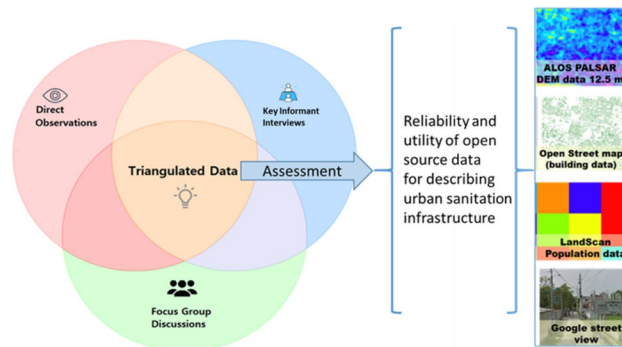 Direct
Observations
Key Informant
Interviews
Triangulated Data
Assessment
Focus Group
Discussions
Reliability and
utility of open
source data
for describing
urban sanitation
infrastructure
ALOS PALSAR
DEM data 12.5 m
Open Street map
(building data)
LandScan
Population data
Google street
view